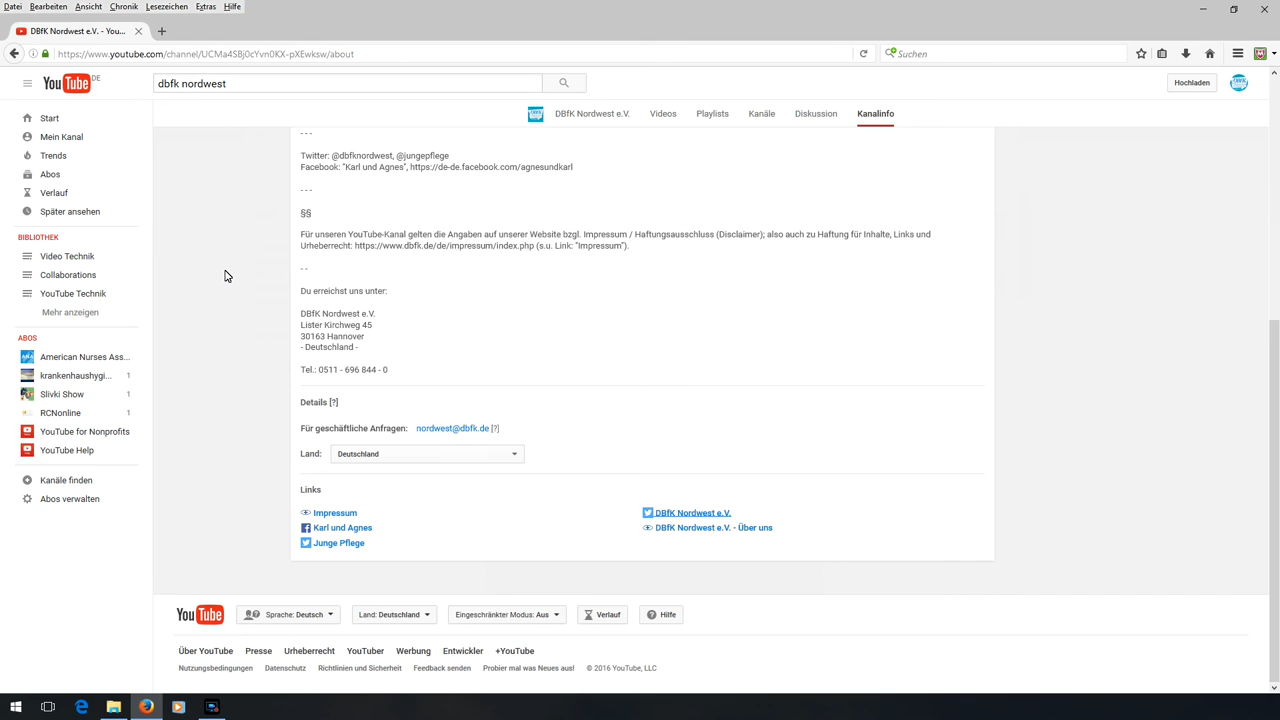 Datei Bearbeiten Ansicht Chronik Lesezeichen Extras Hilfe
DBfK Nordwest e.V. - You...
https://www.youtube.com/channel/UCMa4SBj0cYvn0KX-pXEwksw/about
Suchen
YouTube DE
dbfk nordwest
Hochladen
DBfK Nordwest e.V. Videos Playlists Kanäle Diskussion Kanalinfo
Start
Mein Kanal
Trends
Abos
Verlauf
Später ansehen
BIBLIOTHEK
Video Technik
Collaborations
YouTube Technik
Mehr anzeigen
ABOS
American Nurses Ass...
krankenhaushygi... 1
Slivki Show 1
RCNonline 1
YouTube for Nonprofits
YouTube Help
Kanäle finden
Abos verwalten
- - -
Twitter: @dbfknordwest, @jungepflege
Facebook: "Karl und Agnes", https://de-de.facebook.com/agnesundkarl
- - -
§§
Für unseren YouTube-Kanal gelten die Angaben auf unserer Website bzgl. Impressum / Haftungsausschluss (Disclaimer); also auch zu Haftung für Inhalte, Links und
Urheberrecht: https://www.dbfk.de/de/impressum/index.php (s.u. Link: "Impressum").
- -
Du erreichst uns unter:
DBfK Nordwest e.V.
Lister Kirchweg 45
30163 Hannover
- Deutschland -
Tel.: 0511 - 696 844 - 0
Details [?]
Für geschäftliche Anfragen: nordwest@dbfk.de [?]
Land: Deutschland
Links
Impressum
DBfK Nordwest e.V.
Karl und Agnes
DBfK Nordwest e.V. - Über uns
Junge Pflege
YouTube Sprache: Deutsch Land: Deutschland Eingeschränkter Modus: Aus Verlauf Hilfe
Über YouTube Presse Urheberrecht YouTuber Werbung Entwickler +YouTube
Nutzungsbedingungen Datenschutz Richtlinien und Sicherheit Feedback senden Probier mal was Neues aus! © 2016 YouTube, LLC